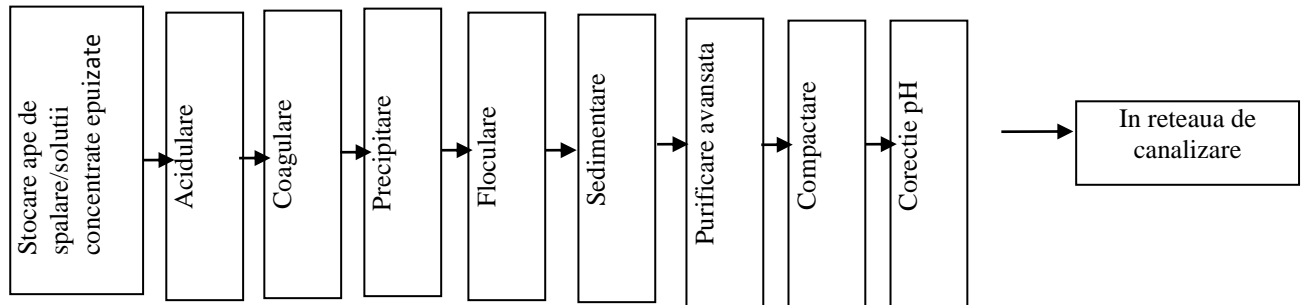 Stocare ape de
spalare/solutii
concentrate epuizate
Acidulare
Coagulare
Precipitare
Floculare
Sedimentare
Purificare avansata
Compactare
Corectie pH
In reteaua de
canalizare